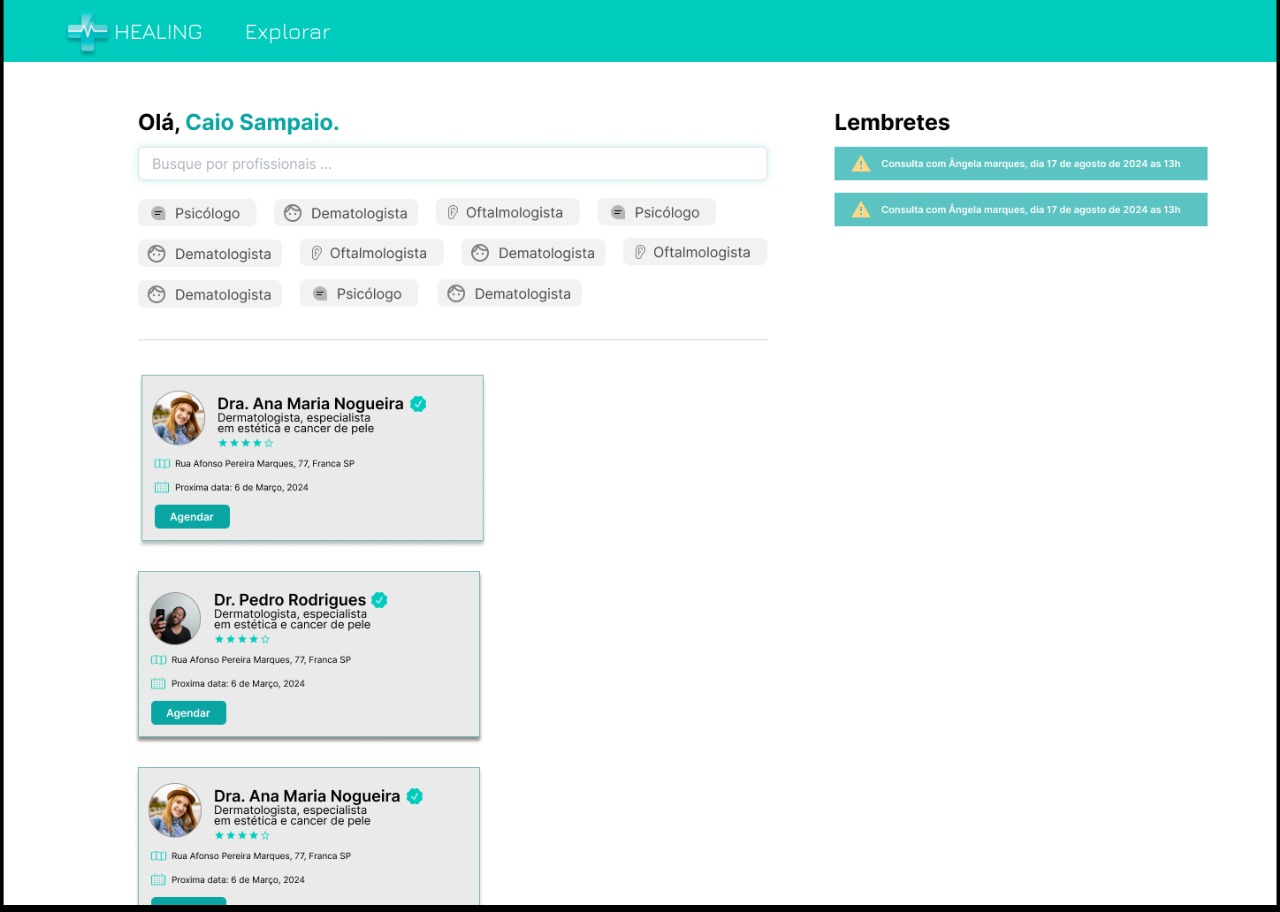 HEALING Explorar
Olá, Caio Sampaio.
Busque por profissionais ...
Psicólogo Dematologista Oftalmologista Psicólogo
Dematologista Oftalmologista Dematologista Oftalmologista
Dematologista Psicólogo Dematologista
Lembretes
Consulta com Ângela marques, dia 17 de agosto de 2024 as 13h
Consulta com Ângela marques, dia 17 de agosto de 2024 as 13h
Dra. Ana Maria Nogueira
Dermatologista, especialista
em estética e cancer de pele
Rua Afonso Pereira Marques, 77, Franca SP
Proxima data: 6 de Março, 2024
Agendar
Dr. Pedro Rodrigues
Dermatologista, especialista
em estética e cancer de pele
Rua Afonso Pereira Marques, 77, Franca SP
Proxima data: 6 de Março, 2024
Agendar
Dra. Ana Maria Nogueira
Dermatologista, especialista
em estética e cancer de pele
Rua Afonso Pereira Marques, 77, Franca SP
Proxima data: 6 de Março, 2024